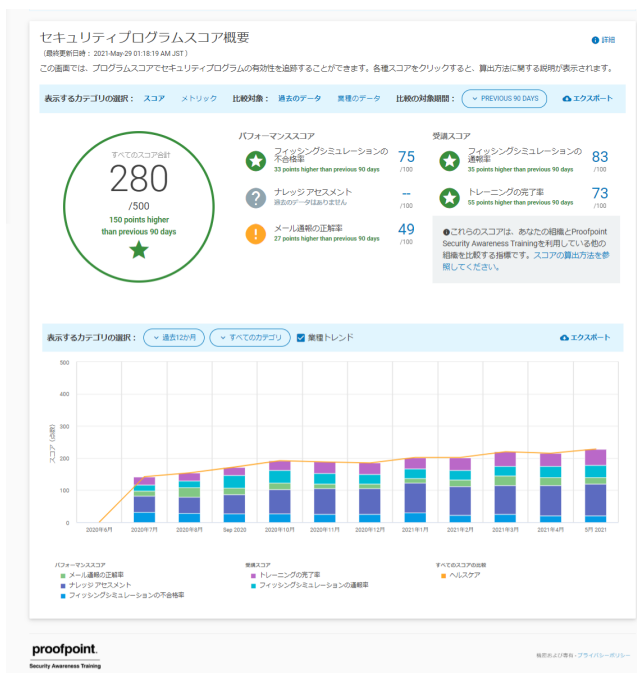 セキュリティプログラムスコア概要
詳細
(最終更新日時： 2021-May-29 01:18:19 AM JST )
この画面では、プログラムスコアでセキュリティプログラムの有効性を追跡することができます。各種スコアをクリックすると、算出方法に関する説明が表示されます。
表示するカテゴリの選択： スコア メトリック 比較対象： 過去のデータ 業種のデータ 比較の対象期間： PREVIOUS 90 DAYS エクスポート
すべてのスコア合計
280
/500
150 points higher
than previous 90 days
パフォーマンススコア
フィッシングシミュレーションの
不合格率
33 points higher than previous 90 days
75
/100
ナレッジ アセスメント
過去のデータはありません
--
/100
メール通報の正解率
27 points higher than previous 90 days
49
/100
受講スコア
フィッシングシミュレーションの
通報率
35 points higher than previous 90 days
83
/100
トレーニングの完了率
55 points higher than previous 90 days
73
/100
これらのスコアは、あなたの組織とProofpoint
Security Awareness Trainingを利用している他の
組織を比較する指標です。スコアの算出方法を参
照してください。
表示するカテゴリの選択： 過去12か月 すべてのカテゴリ 業種トレンド エクスポート
スコア (点数)
500
400
300
200
100
0
2020年6月 2020年7月 2020年8月 Sep 2020 2020年10月 2020年11月 2020年12月 2021年1月 2021年2月 2021年3月 2021年4月 5月 2021
パフォーマンススコア
メール通報の正解率
ナレッジ アセスメント
フィッシングシミュレーションの不合格率
受講スコア
トレーニングの完了率
フィッシングシミュレーションの通報率
すべてのスコアの比較
ヘルスケア
proofpoint.
Security Awareness Training
プライバシーポリシー